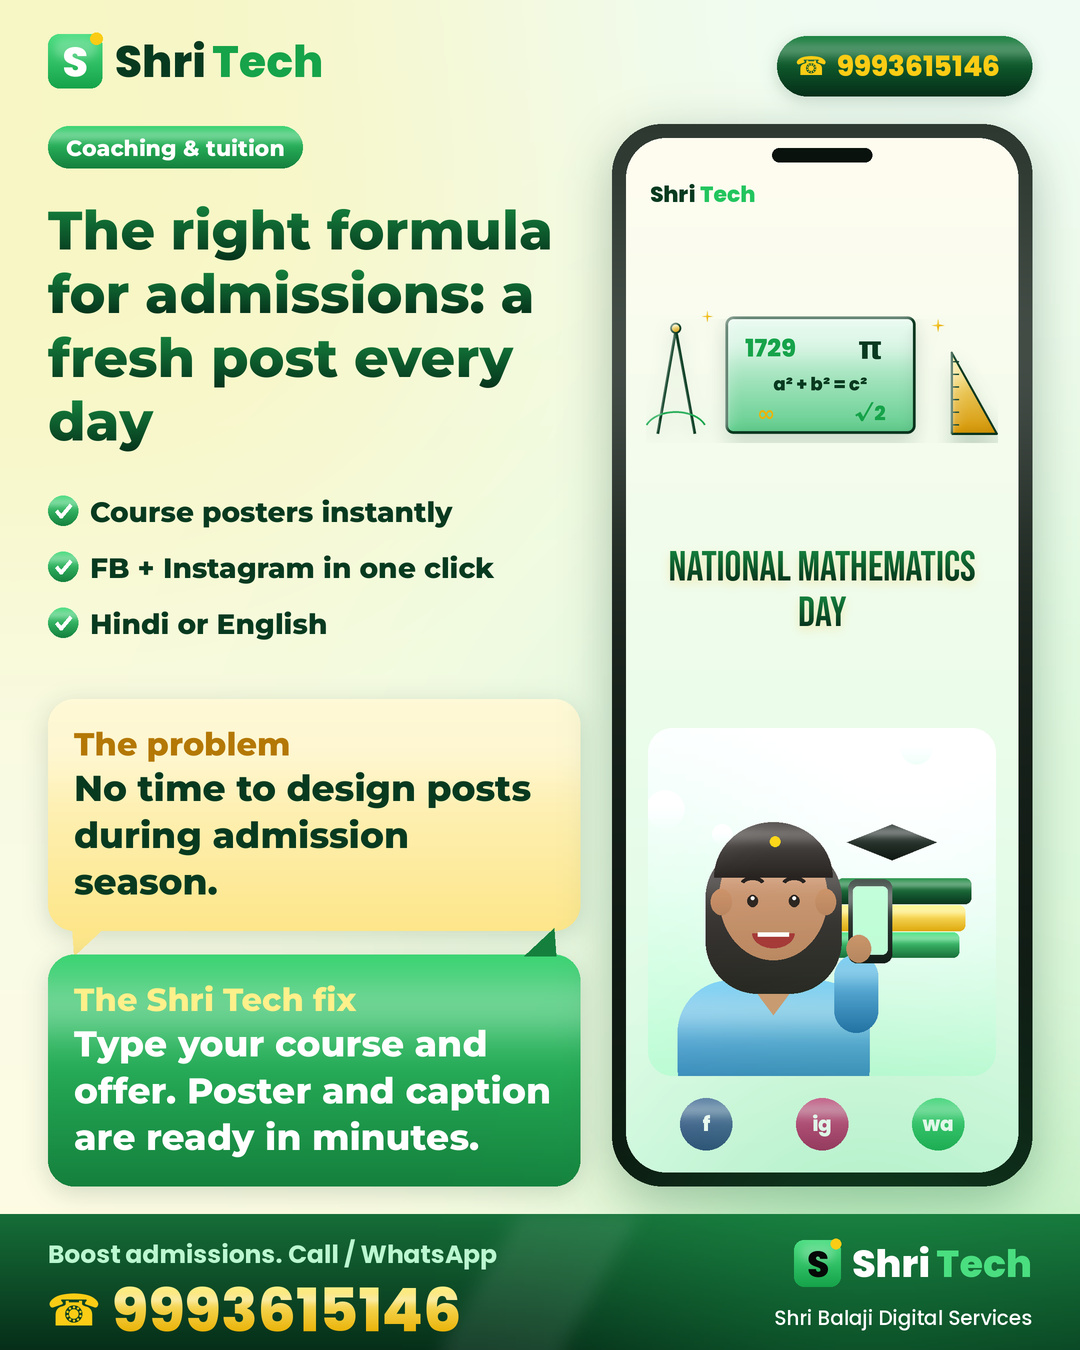 S Shri Tech
☎ 9993615146
Coaching & tuition
The right formula
for admissions: a
fresh post every
day
Course posters instantly
FB + Instagram in one click
Hindi or English
The problem
No time to design posts
during admission
season.
The Shri Tech fix
Type your course and
offer. Poster and caption
are ready in minutes.
Shri Tech
1729 π
a² + b² = c²
∞ √2
NATIONAL MATHEMATICS
DAY
f ig wa
Boost admissions. Call / WhatsApp
☎ 9993615146
S Shri Tech
Shri Balaji Digital Services